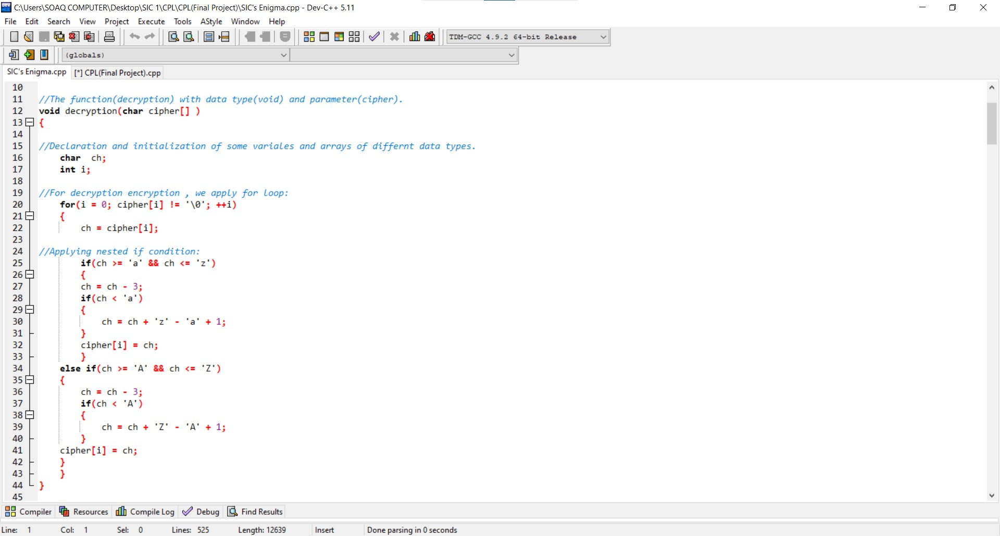 C:\Users\SOAQ COMPUTER\Desktop\SIC 1\CPL\CPL(Final Project)\SIC's Enigma.cpp - Dev-C++ 5.11
File Edit Search View Project Execute Tools AStyle Window Help
TDM-GCC 4.9.2 64-bit Release
(globals)
SIC's Enigma.cpp [*] CPL(Final Project).cpp
10
11 //The function(decryption) with data type(void) and parameter(cipher).
12 void decryption(char cipher[] )
13 {
14
15 //Declaration and initialization of some variales and arrays of differnt data types.
16 char ch;
17 int i;
18
19 //For decryption encryption , we apply for loop:
20 for(i = 0; cipher[i] != '\0'; ++i)
21 {
22 ch = cipher[i];
23
24 //Applying nested if condition:
25 if(ch >= 'a' && ch <= 'z')
26 {
27 ch = ch - 3;
28 if(ch < 'a')
29 {
30 ch = ch + 'z' - 'a' + 1;
31 }
32 cipher[i] = ch;
33 }
34 else if(ch >= 'A' && ch <= 'Z')
35 {
36 ch = ch - 3;
37 if(ch < 'A')
38 {
39 ch = ch + 'Z' - 'A' + 1;
40 }
41 cipher[i] = ch;
42 }
43 }
44 }
45
Compiler Resources Compile Log Debug Find Results
Line: 1 Col: 1 Sel: 0 Lines: 525 Length: 12639 Insert Done parsing in 0 seconds